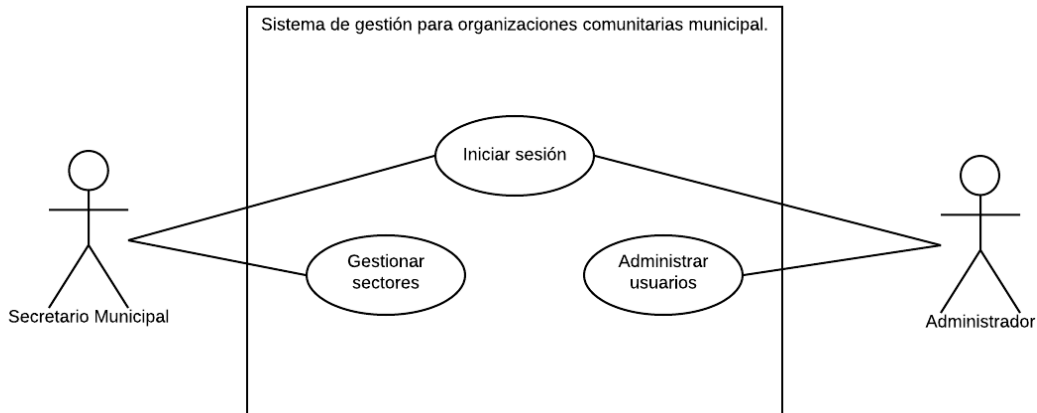 Sistema de gestión para organizaciones comunitarias municipal.
Iniciar sesión
Gestionar
sectores
Administrar
usuarios
Secretario Municipal
Administrador